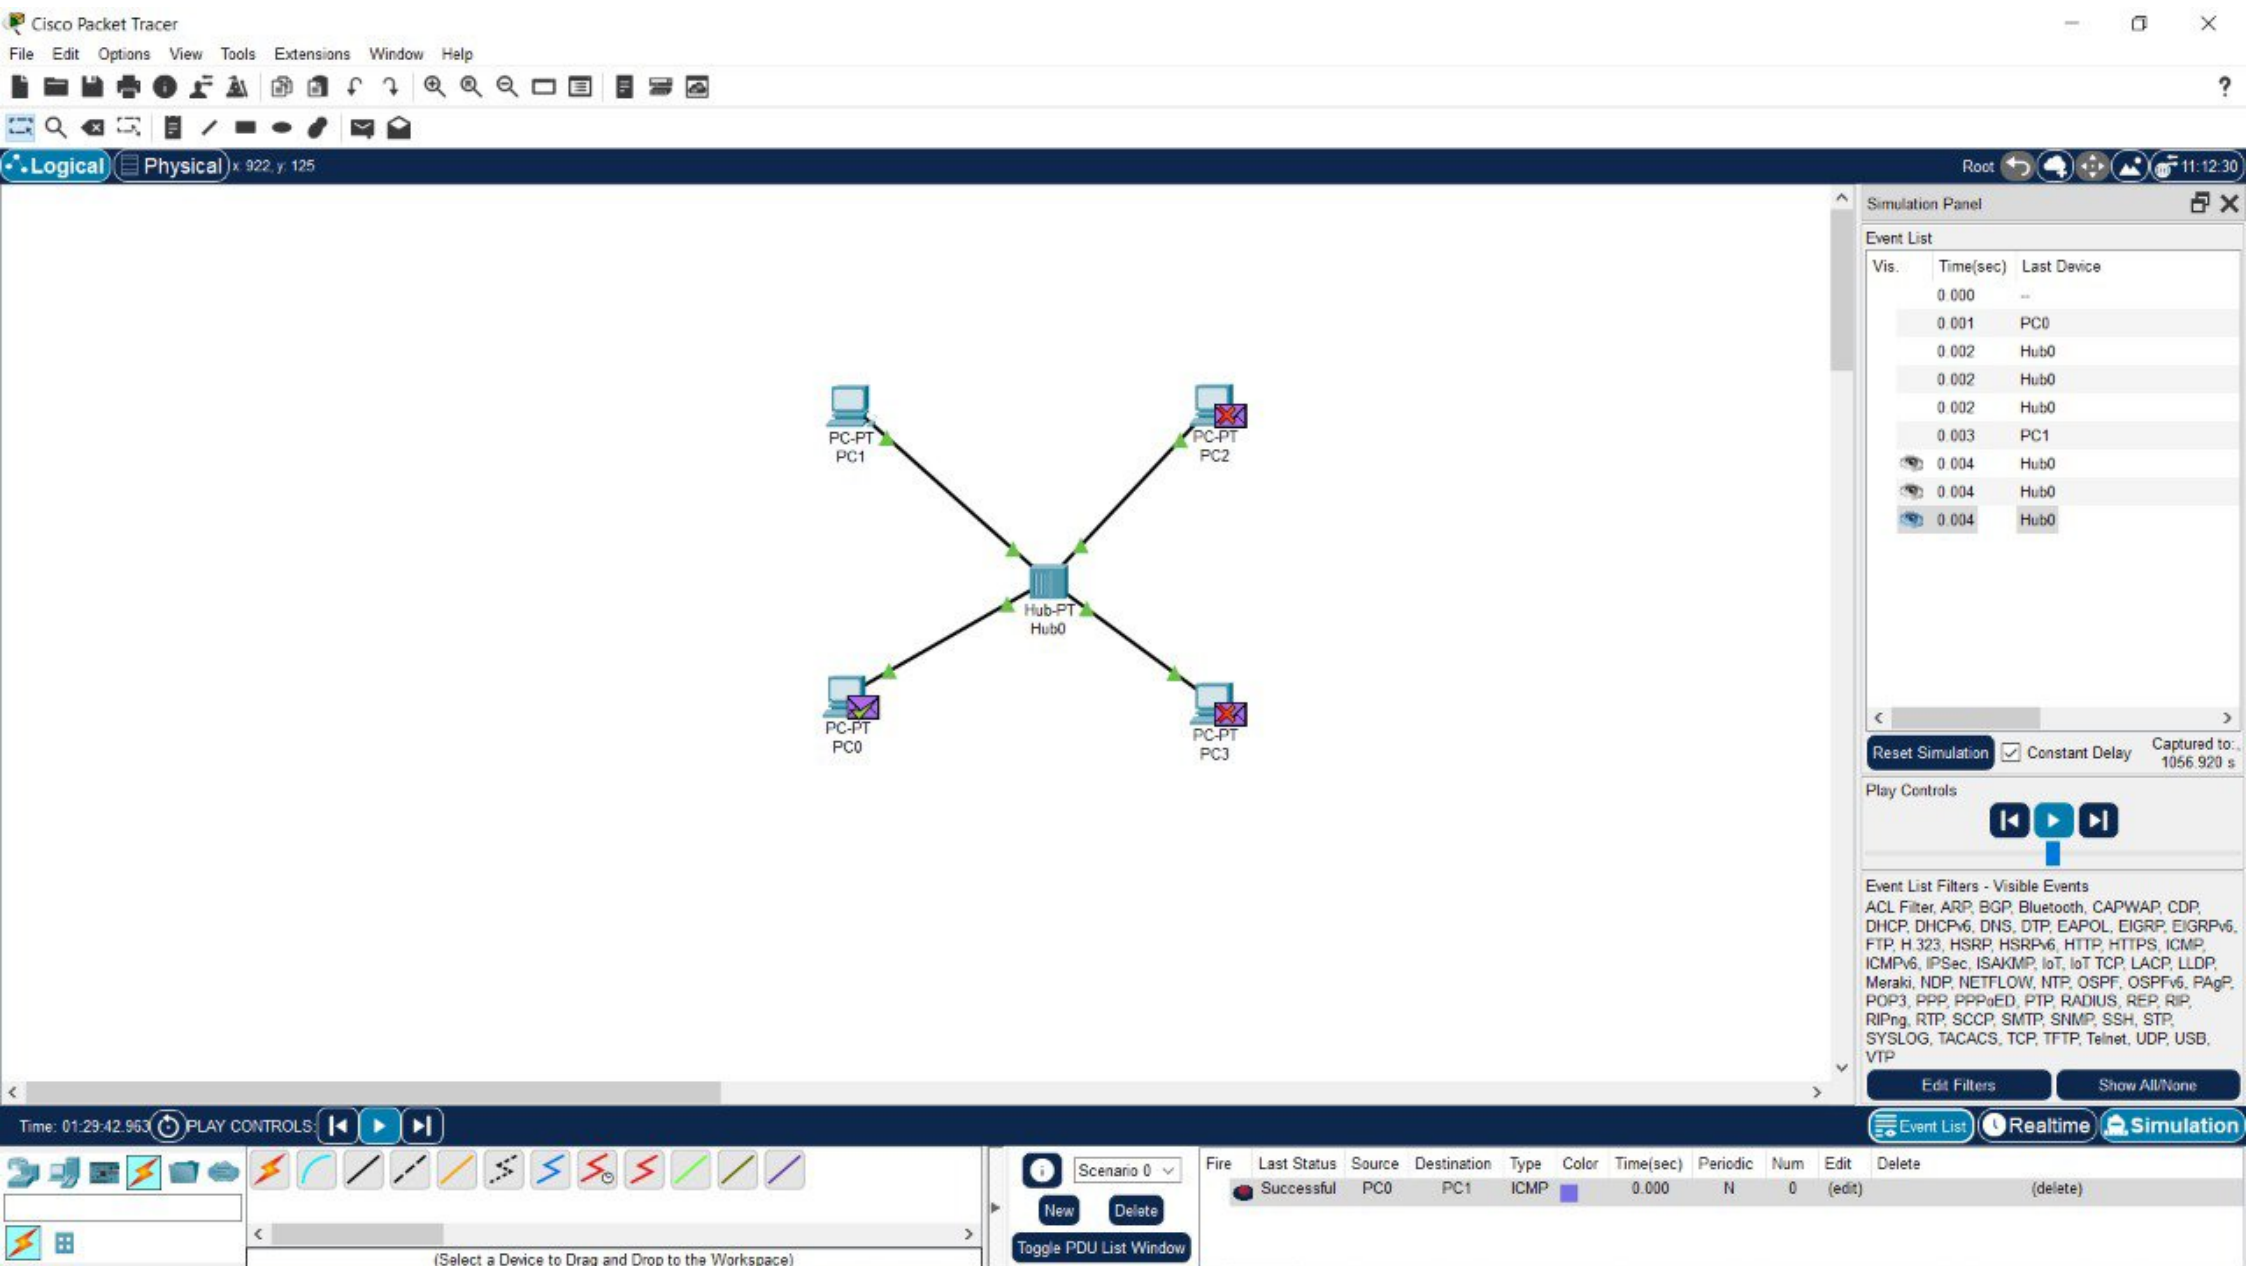 Cisco Packet Tracer
File Edit Options View Tools Extensions Window Help
?
Logical Physical x: 922, y: 125 Root 11:12:30
Simulation Panel
Event List
Vis. Time(sec) Last Device
0.000 --
0.001 PC0
0.002 Hub0
0.002 Hub0
0.002 Hub0
0.003 PC1
0.004 Hub0
0.004 Hub0
0.004 Hub0
PC-PT
PC1
PC-PT
PC2
Hub-PT
Hub0
PC-PT
PC0
PC-PT
PC3
Reset Simulation Constant Delay Captured to:
1056.920 s
Play Controls
Event List Filters - Visible Events
ACL Filter, ARP, BGP, Bluetooth, CAPWAP, CDP,
DHCP, DHCPv6, DNS, DTP, EAPOL, EIGRP, EIGRPv6,
FTP, H.323, HSRP, HSRPv6, HTTP, HTTPS, ICMP,
ICMPv6, IPSec, ISAKMP, IoT, IoT TCP, LACP, LLDP,
Meraki, NDP, NETFLOW, NTP, OSPF, OSPFv6, PAgP,
POP3, PPP, PPPoED, PTP, RADIUS, REP, RIP,
RIPng, RTP, SCCP, SMTP, SNMP, SSH, STP,
SYSLOG, TACACS, TCP, TFTP, Telnet, UDP, USB,
VTP
Edit Filters Show All/None
Time: 01:29:42.963 PLAY CONTROLS: Event List Realtime Simulation
Scenario 0
New Delete
Toggle PDU List Window
Fire Last Status Source Destination Type Color Time(sec) Periodic Num Edit Delete
Successful PC0 PC1 ICMP 0.000 N 0 (edit) (delete)
(Select a Device to Drag and Drop to the Workspace)